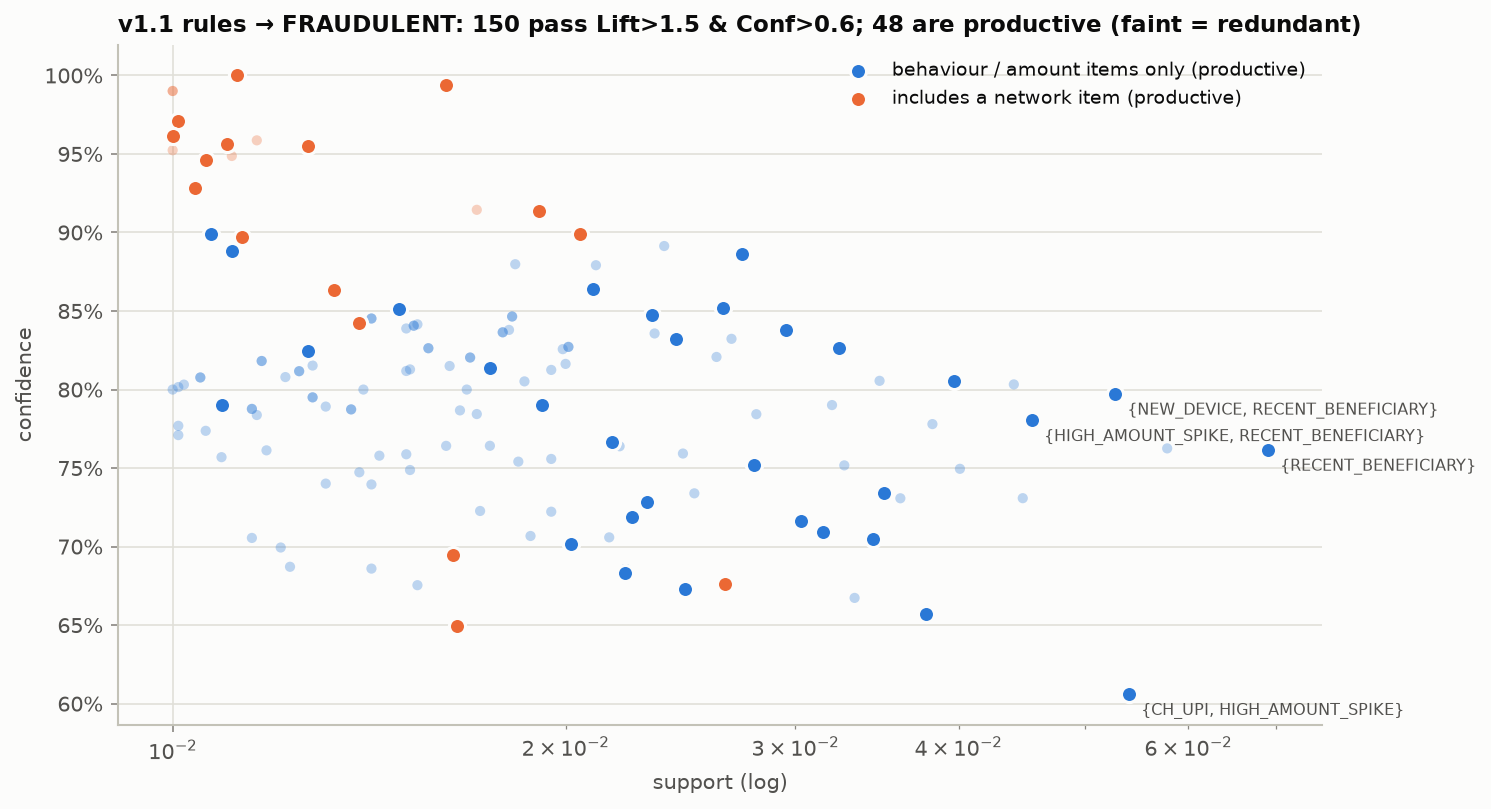 v1.1 rules → FRAUDULENT: 150 pass Lift>1.5 & Conf>0.6; 48 are productive (faint = redundant)
behaviour / amount items only (productive)
includes a network item (productive)
100%
95%
90%
85%
80%
75%
70%
65%
60%
confidence
{NEW_DEVICE, RECENT_BENEFICIARY}
{HIGH_AMOUNT_SPIKE, RECENT_BENEFICIARY}
{RECENT_BENEFICIARY}
{CH_UPI, HIGH_AMOUNT_SPIKE}
10⁻² 2 × 10⁻² 3 × 10⁻² 4 × 10⁻² 6 × 10⁻²
support (log)